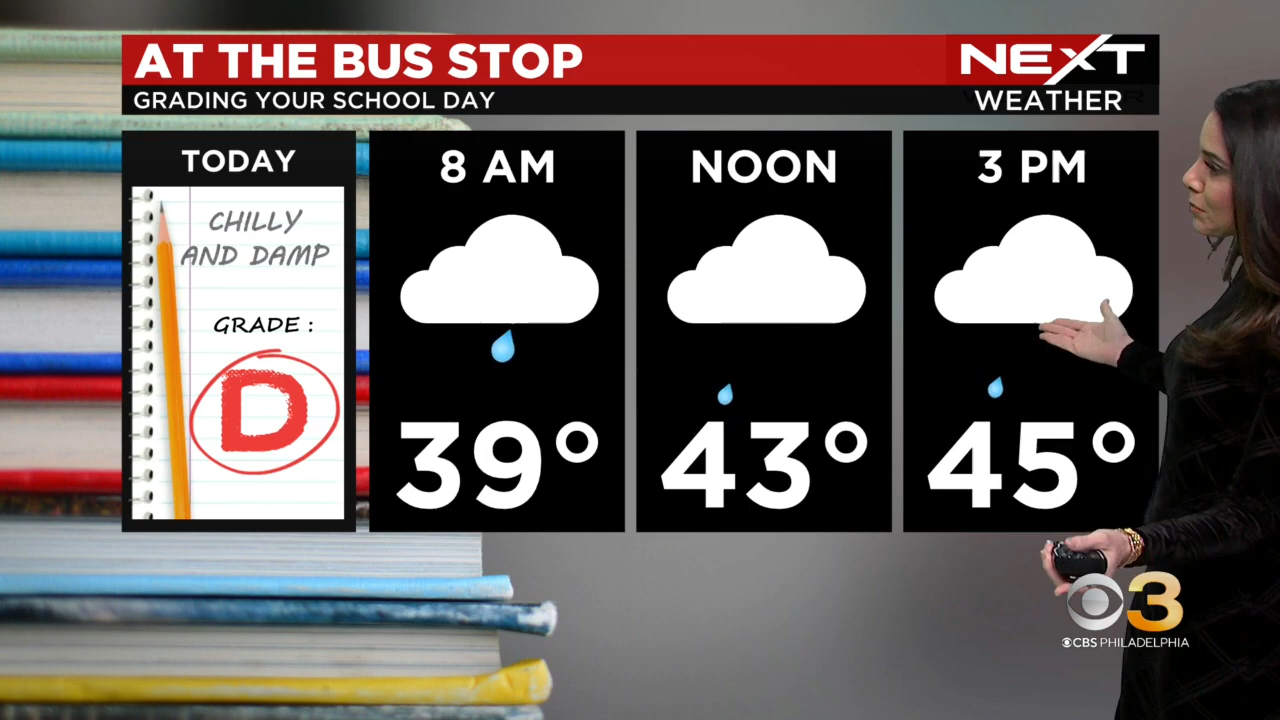 AT THE BUS STOP
GRADING YOUR SCHOOL DAY
NEXT
WEATHER
TODAY
CHILLY
AND DAMP
GRADE :
D
8 AM
39°
NOON
43°
3 PM
45°
3
CBS PHILADELPHIA